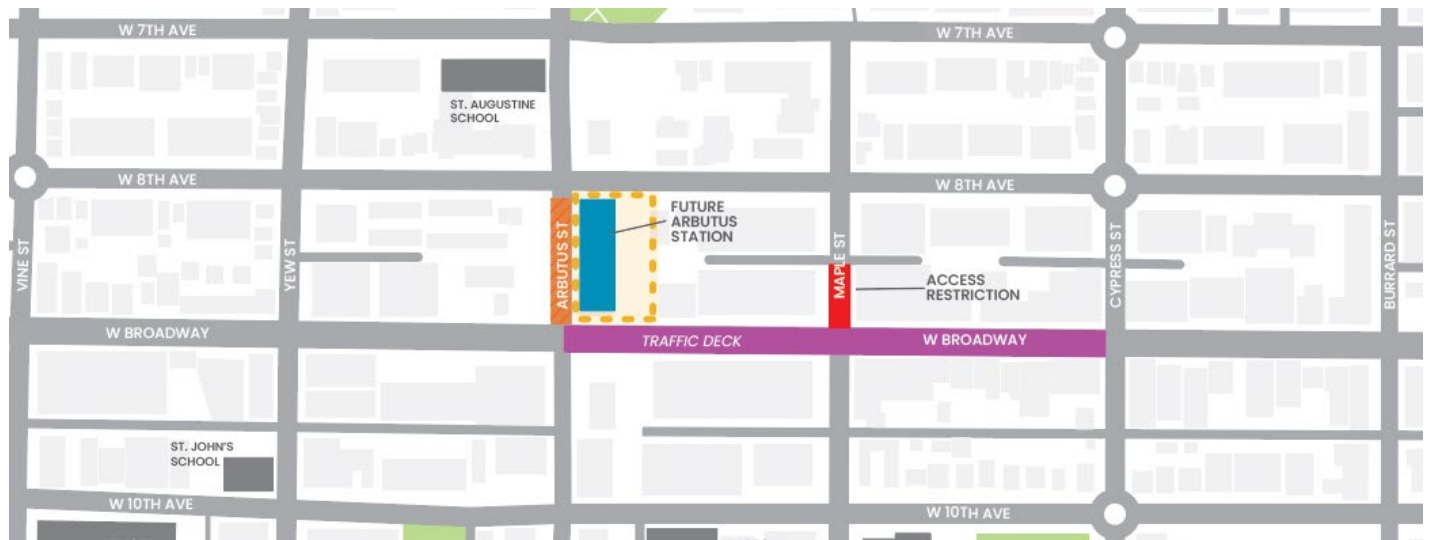 W 7TH AVE
W 7TH AVE
ST. AUGUSTINE
SCHOOL
W 8TH AVE
W 8TH AVE
FUTURE
ARBUTUS
STATION
VINE ST
YEW ST
ARBUTUS ST
MAPLE ST
CYPRESS ST
BURRARD ST
ACCESS
RESTRICTION
W BROADWAY
TRAFFIC DECK
W BROADWAY
ST. JOHN'S
SCHOOL
W 10TH AVE
W 10TH AVE